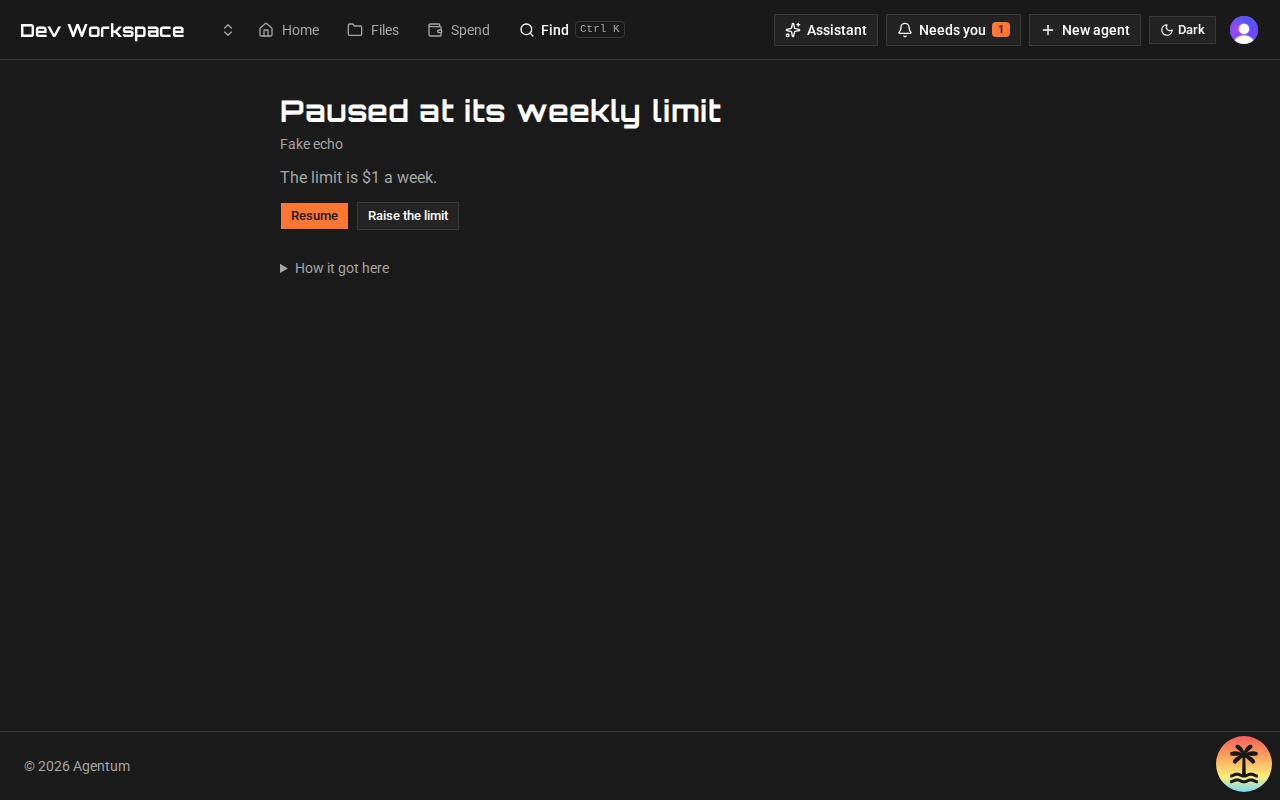 Dev Workspace
Home
Files
Spend
Find Ctrl K
Assistant
Needs you 1
New agent
Dark
Paused at its weekly limit
Fake echo
The limit is $1 a week.
Resume
Raise the limit
How it got here
© 2026 Agentum